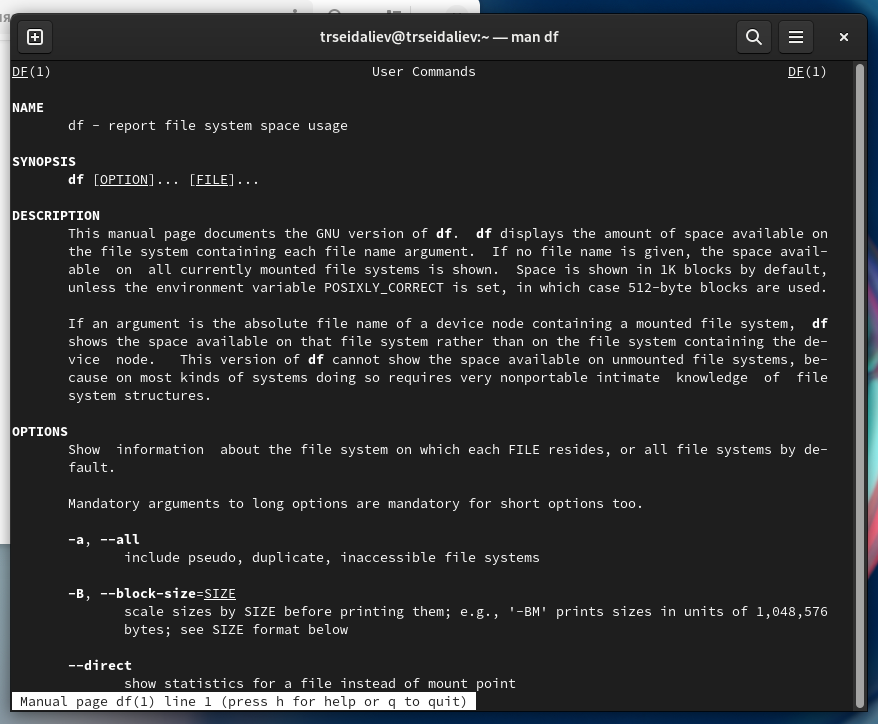 trseidaliev@trseidaliev:~ — man df
DF(1) User Commands DF(1)
NAME
df - report file system space usage
SYNOPSIS
df [OPTION]... [FILE]...
DESCRIPTION
This manual page documents the GNU version of df. df displays the amount of space available on
the file system containing each file name argument. If no file name is given, the space avail-
able on all currently mounted file systems is shown. Space is shown in 1K blocks by default,
unless the environment variable POSIXLY_CORRECT is set, in which case 512-byte blocks are used.
If an argument is the absolute file name of a device node containing a mounted file system, df
shows the space available on that file system rather than on the file system containing the de-
vice node. This version of df cannot show the space available on unmounted file systems, be-
cause on most kinds of systems doing so requires very nonportable intimate knowledge of file
system structures.
OPTIONS
Show information about the file system on which each FILE resides, or all file systems by de-
fault.
Mandatory arguments to long options are mandatory for short options too.
-a, --all
include pseudo, duplicate, inaccessible file systems
-B, --block-size=SIZE
scale sizes by SIZE before printing them; e.g., '-BM' prints sizes in units of 1,048,576
bytes; see SIZE format below
--direct
show statistics for a file instead of mount point
Manual page df(1) line 1 (press h for help or q to quit)